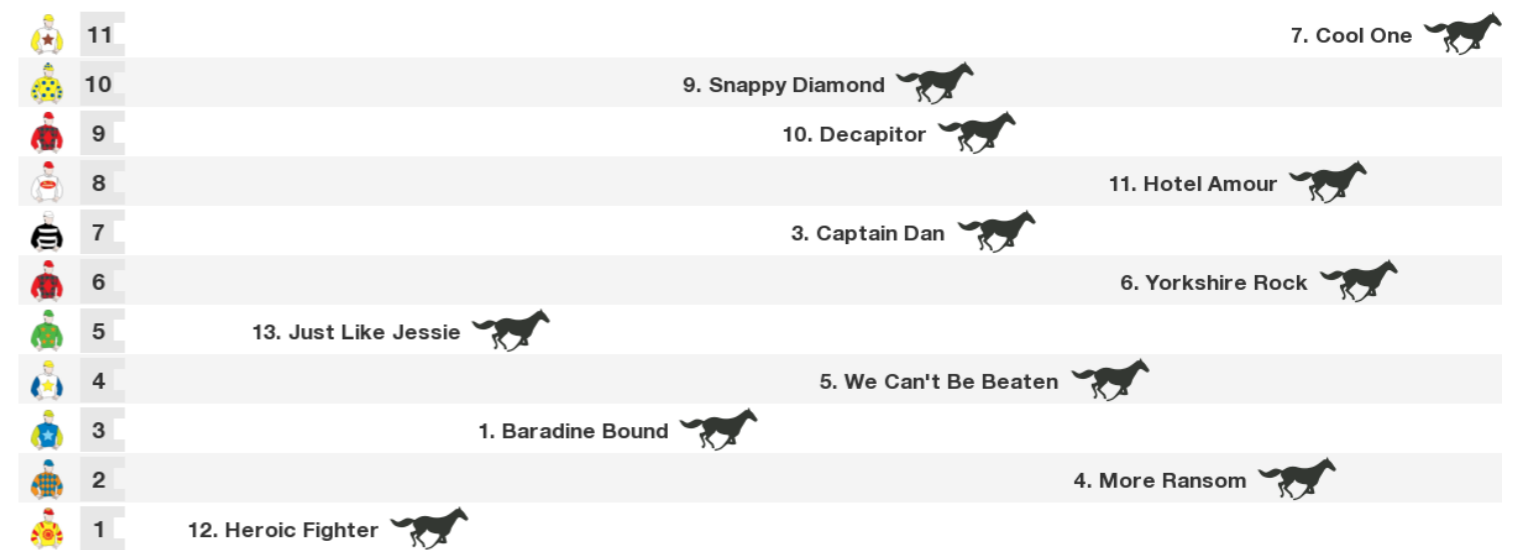 11 7. Cool One
10 9. Snappy Diamond
9 10. Decapitor
8 11. Hotel Amour
7 3. Captain Dan
6 6. Yorkshire Rock
5 13. Just Like Jessie
4 5. We Can't Be Beaten
3 1. Baradine Bound
2 4. More Ransom
1 12. Heroic Fighter